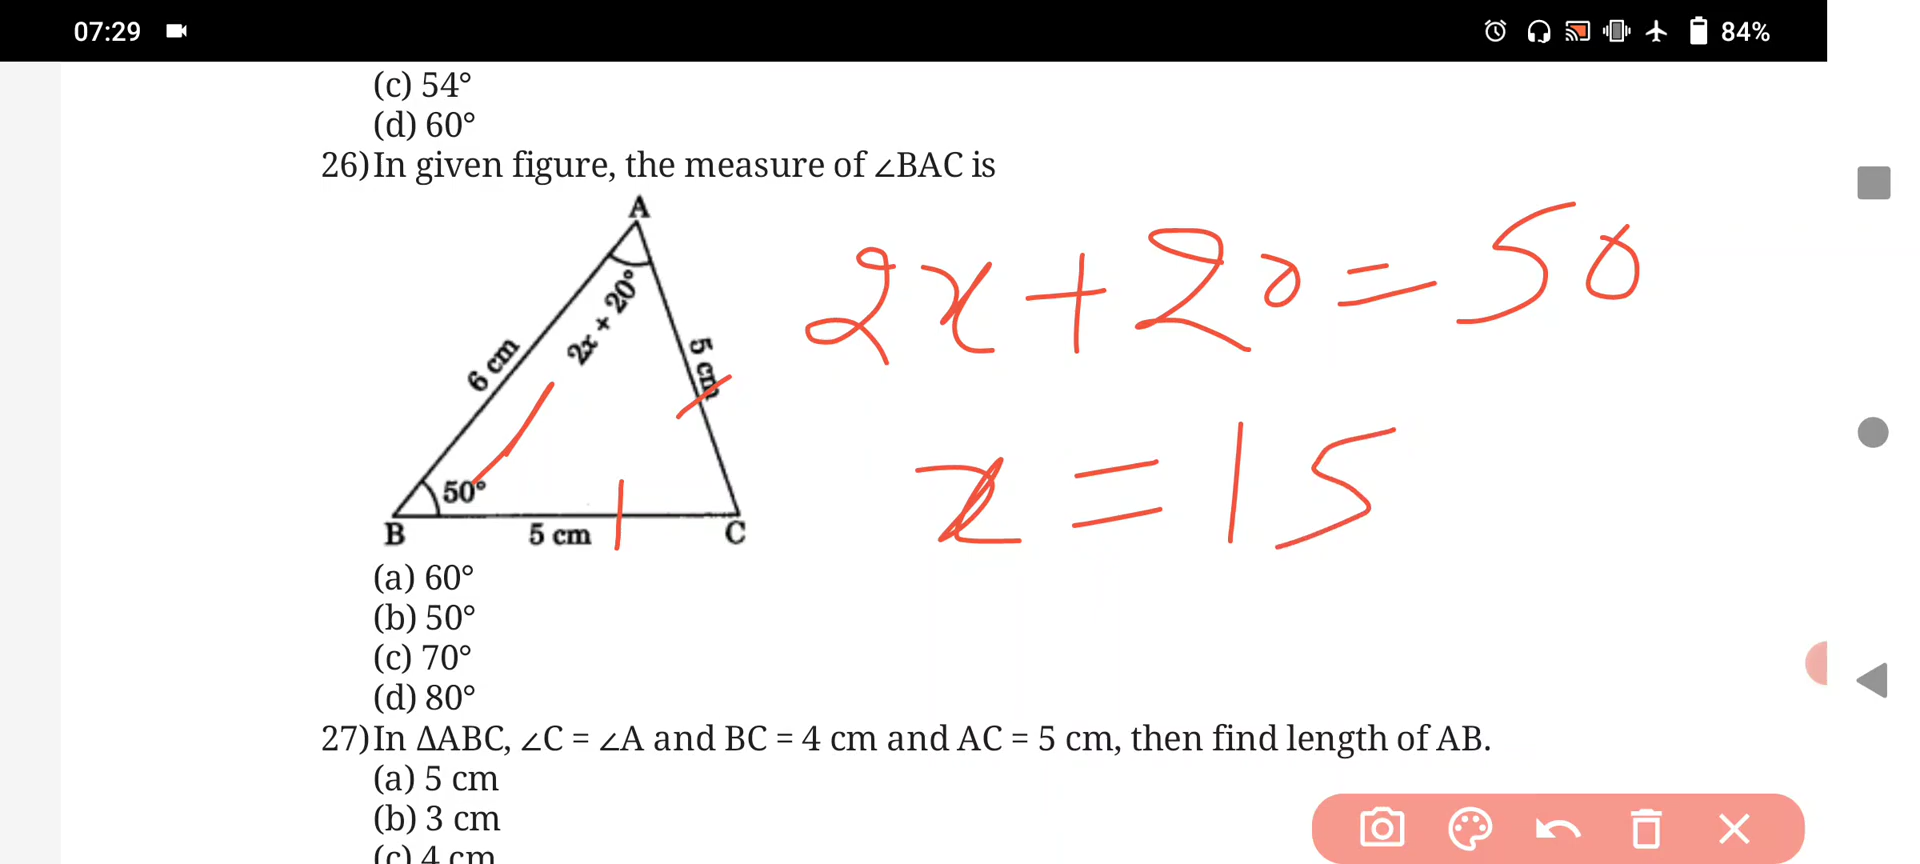 07:29 84%
(c) 54°
(d) 60°
26)In given figure, the measure of ∠BAC is
A
2x + 20 = 50
2x + 20°
6 cm
5 cm
x = 15
50°
B 5 cm C
(a) 60°
(b) 50°
(c) 70°
(d) 80°
27)In ΔABC, ∠C = ∠A and BC = 4 cm and AC = 5 cm, then find length of AB.
(a) 5 cm
(b) 3 cm
(c) 4 cm